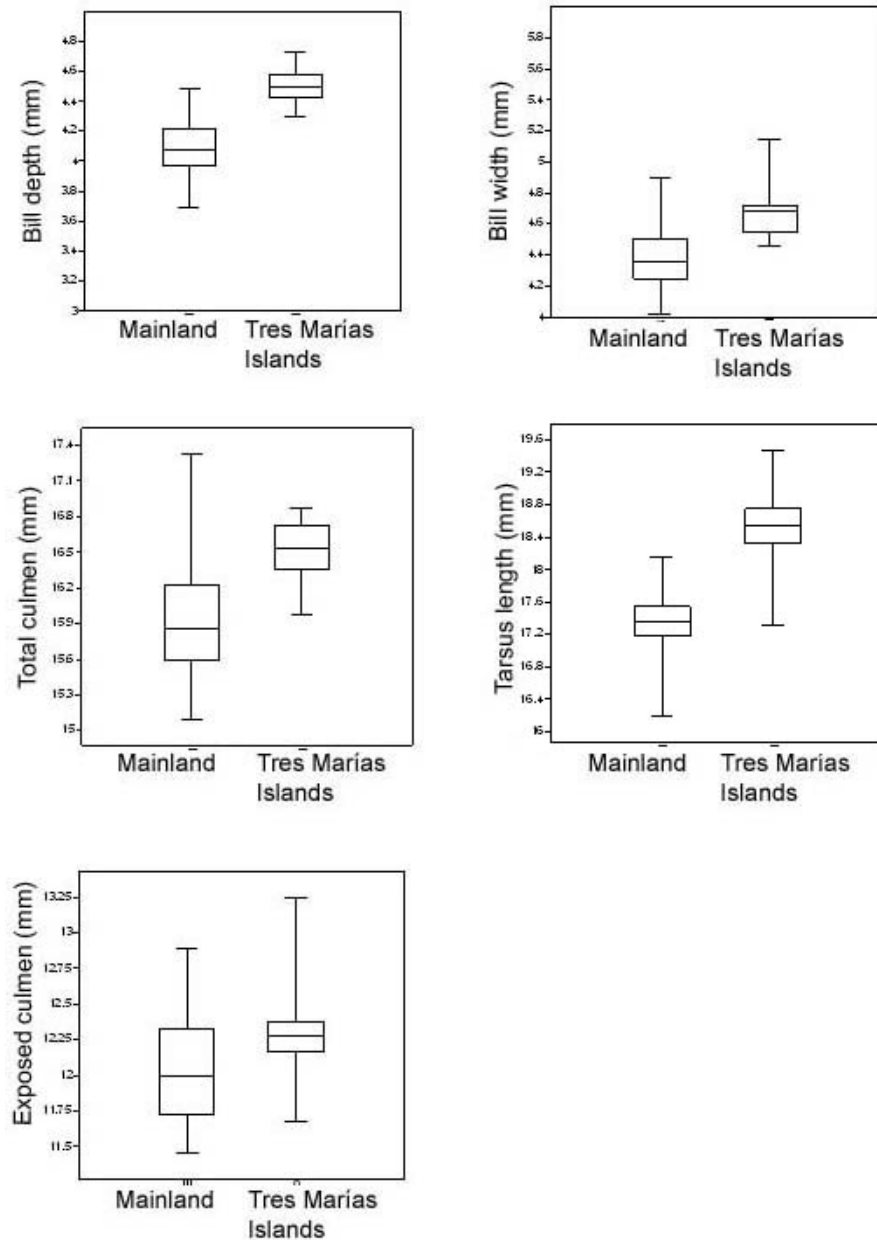 Bill depth (mm)
4.8
4.6
4.4
4.2
4
3.8
3.6
3.4
3.2
3
Mainland
Tres Marías
Islands
Bill width (mm)
5.8
5.6
5.4
5.2
5
4.8
4.6
4.4
4.2
4
Mainland
Tres Marías
Islands
Total culmen (mm)
17.4
17.1
16.8
16.5
16.2
15.9
15.6
15.3
15
Mainland
Tres Marías
Islands
Tarsus length (mm)
19.6
19.2
18.8
18.4
18
17.6
17.2
16.8
16.4
16
Mainland
Tres Marías
Islands
Exposed culmen (mm)
13.25
13
12.75
12.5
12.25
12
11.75
11.5
Mainland
Tres Marías
Islands